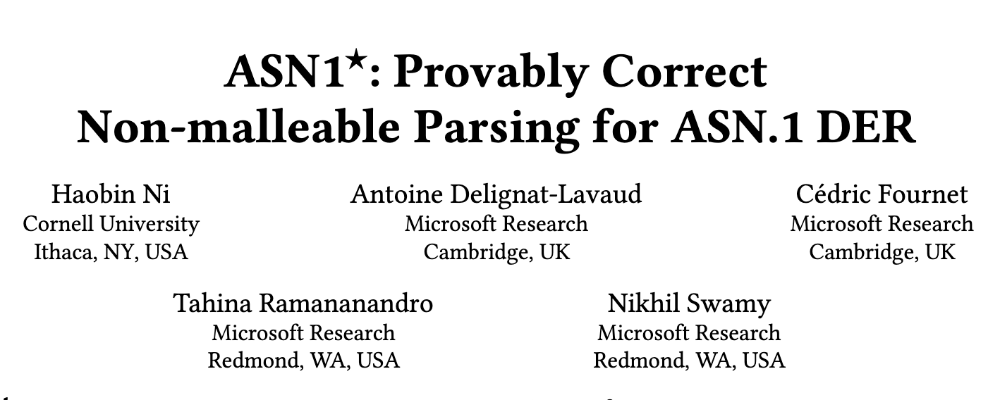 ASN1★: Provably Correct
Non-malleable Parsing for ASN.1 DER
Haobin Ni
Cornell University
Ithaca, NY, USA
Antoine Delignat-Lavaud
Microsoft Research
Cambridge, UK
Cédric Fournet
Microsoft Research
Cambridge, UK
Tahina Ramananandro
Microsoft Research
Redmond, WA, USA
Nikhil Swamy
Microsoft Research
Redmond, WA, USA